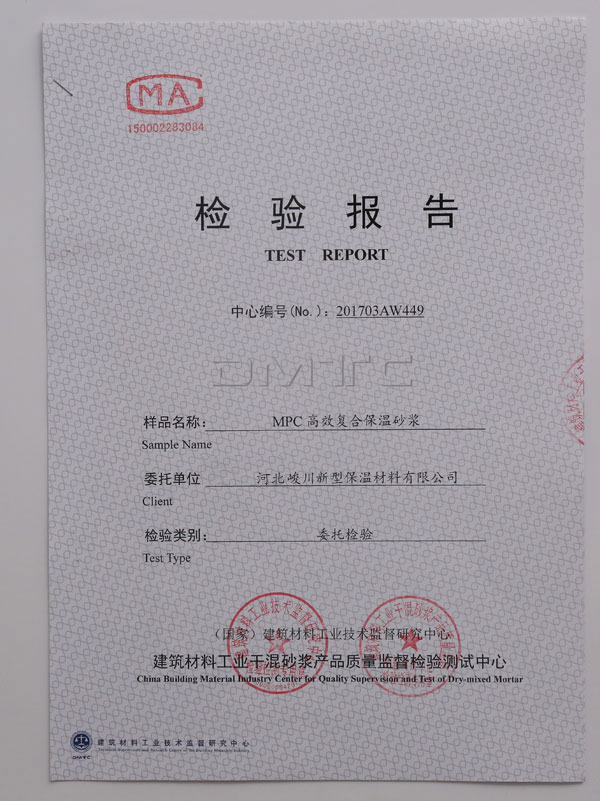 MA
150002283084
检 验 报 告
TEST REPORT
中心编号(No.): 201703AW449
DMTC
样品名称: MPC 高效复合保温砂浆
Sample Name
委托单位 河北峻川新型保温材料有限公司
Client
检验类别: 委托检验
Test Type
(国家)建筑材料工业技术监督研究中心
建筑材料工业干混砂浆产品质量监督检验测试中心
China Building Material Industry Center for Quality Supervision and Test of Dry-mixed Mortar
建筑材料工业技术监督研究中心